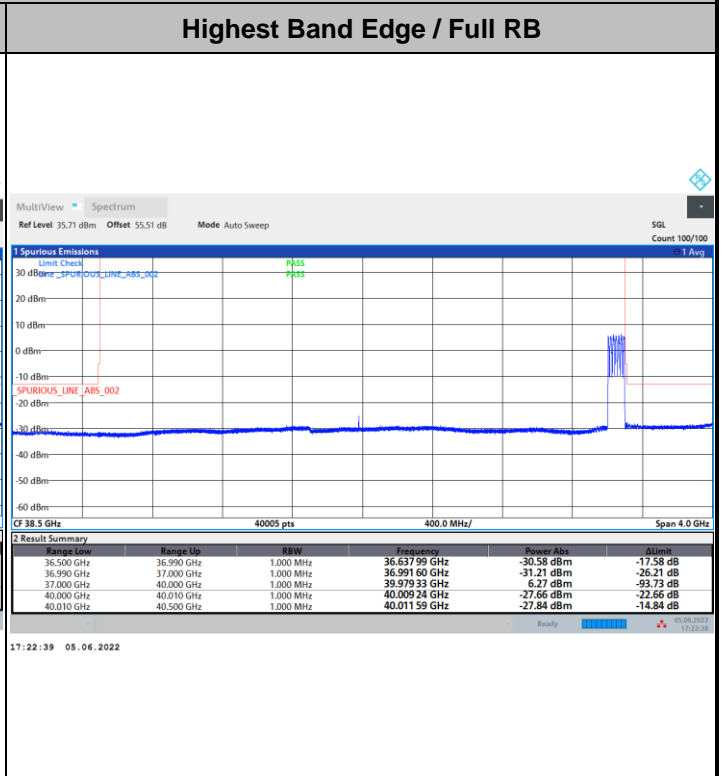 Highest Band Edge / Full RB
MultiView Spectrum
Ref Level 35.71 dBm Offset 55.51 dB Mode Auto Sweep SGL
Count 100/100
1 Spurious Emissions 1 Avg
Limit Check PASS
30 dBm Line _SPURIOUS_LINE_ABS_002 PASS
20 dBm
10 dBm
0 dBm
-10 dBm
_SPURIOUS_LINE_ABS_002
-20 dBm
-30 dBm
-40 dBm
-50 dBm
-60 dBm
CF 38.5 GHz 40005 pts 400.0 MHz/ Span 4.0 GHz
2 Result Summary
Range Low Range Up RBW Frequency Power Abs ΔLimit
36.500 GHz 36.990 GHz 1.000 MHz 36.637 99 GHz -30.58 dBm -17.58 dB
36.990 GHz 37.000 GHz 1.000 MHz 36.991 60 GHz -31.21 dBm -26.21 dB
37.000 GHz 40.000 GHz 1.000 MHz 39.979 33 GHz 6.27 dBm -93.73 dB
40.000 GHz 40.010 GHz 1.000 MHz 40.009 24 GHz -27.66 dBm -22.66 dB
40.010 GHz 40.500 GHz 1.000 MHz 40.011 59 GHz -27.84 dBm -14.84 dB
Ready 05.06.2022
17:22:38
17:22:39 05.06.2022